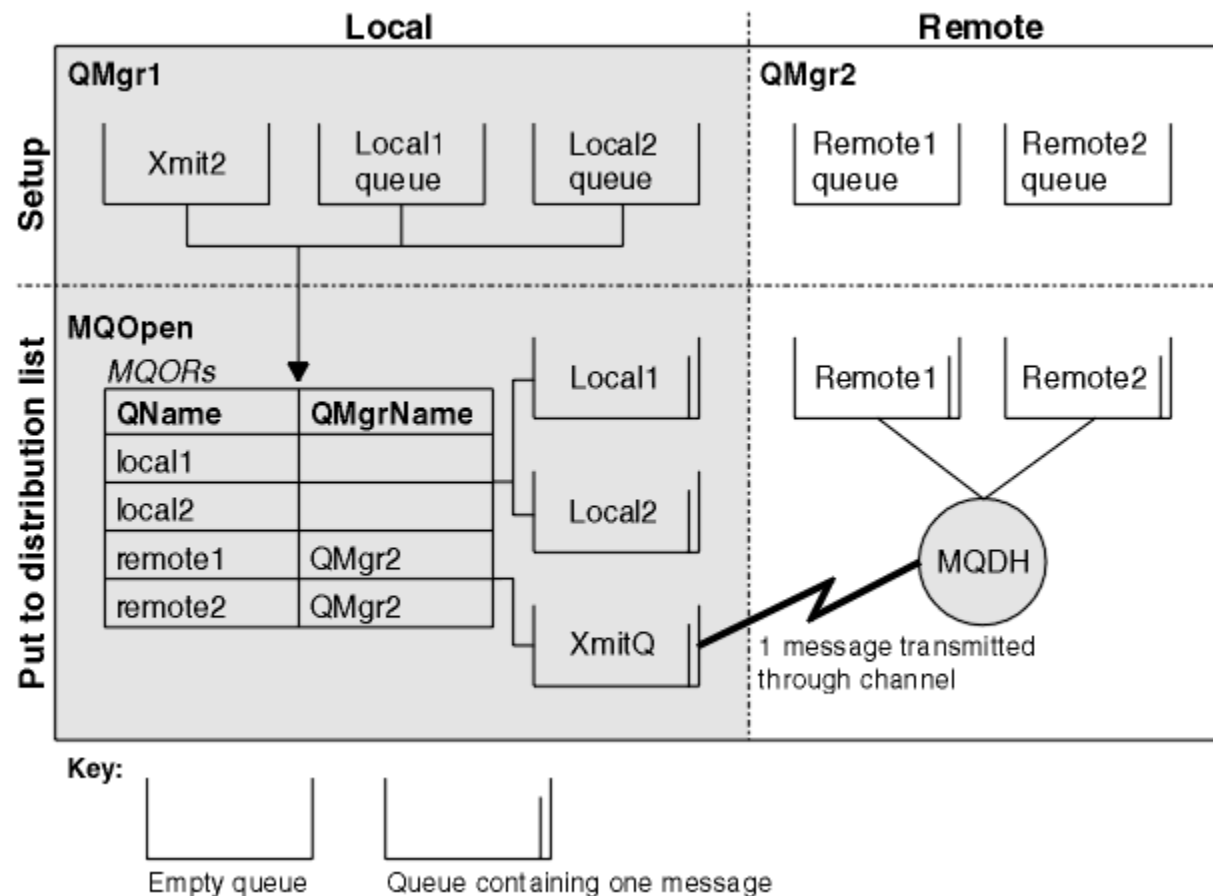 Local
Remote
Setup
QMgr1
QMgr2
Xmit2
Local1
queue
Local2
queue
Remote1
queue
Remote2
queue
Put to distribution list
MQOpen
MQORs
QName QMgrName
local1
local2
remote1 QMgr2
remote2 QMgr2
Local1
Local2
XmitQ
Remote1
Remote2
MQDH
1 message transmitted
through channel
Key:
Empty queue
Queue containing one message